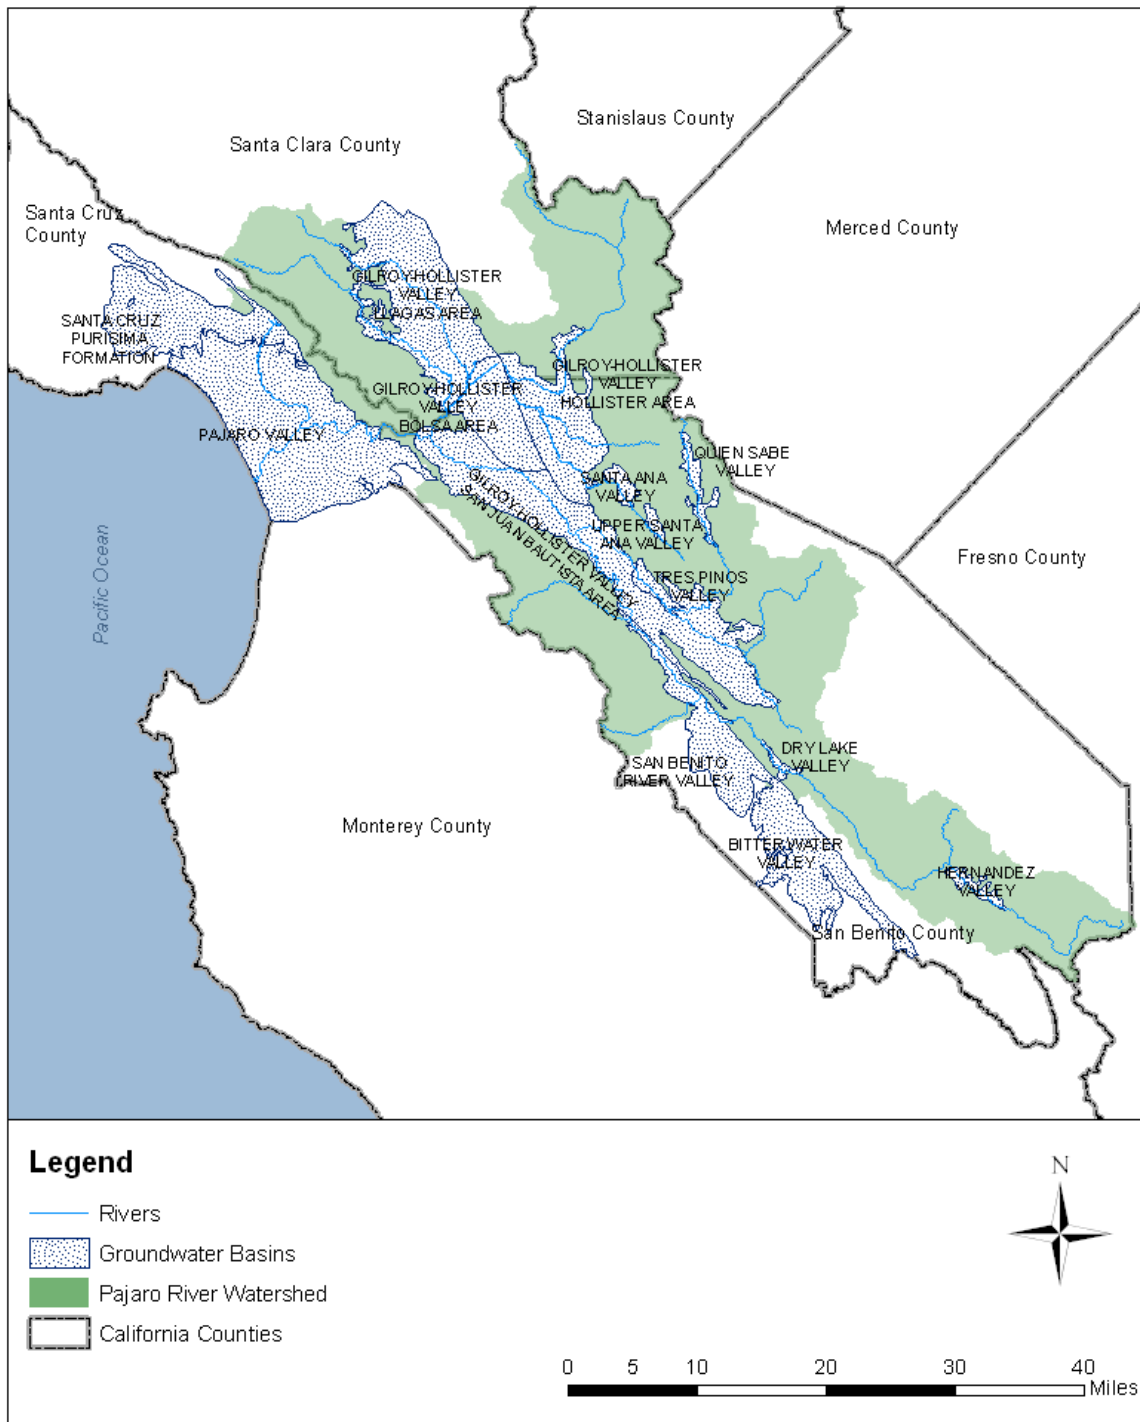 Stanislaus County
Santa Clara County
Santa Cruz
County
Merced County
GILROY-HOLLISTER
VALLEY
LLAGAS AREA
SANTA CRUZ
PURISIMA
FORMATION
GILROY-HOLLISTER
VALLEY
HOLLISTER AREA
GILROY-HOLLISTER
VALLEY
BOLSA AREA
PAJARO VALLEY
QUIEN SABE
VALLEY
SANTA ANA
VALLEY
GILROY-HOLLISTER VALLEY
SAN JUAN BAUTISTA AREA
UPPER SANTA
ANA VALLEY
Fresno County
TRES PINOS
VALLEY
Pacific Ocean
DRY LAKE
VALLEY
SAN BENITO
RIVER VALLEY
Monterey County
BITTER WATER
VALLEY
HERNANDEZ
VALLEY
San Benito County
Legend
Rivers
Groundwater Basins
Pajaro River Watershed
California Counties
N
0 5 10 20 30 40
Miles